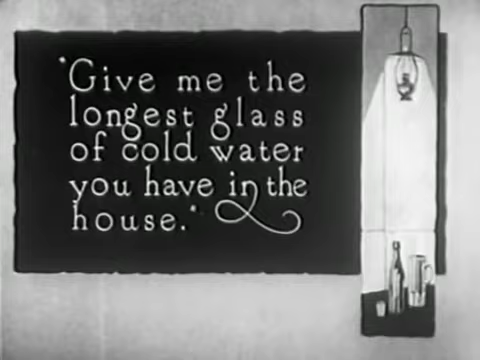 "Give me the
longest glass
of cold water
you have in the
house."